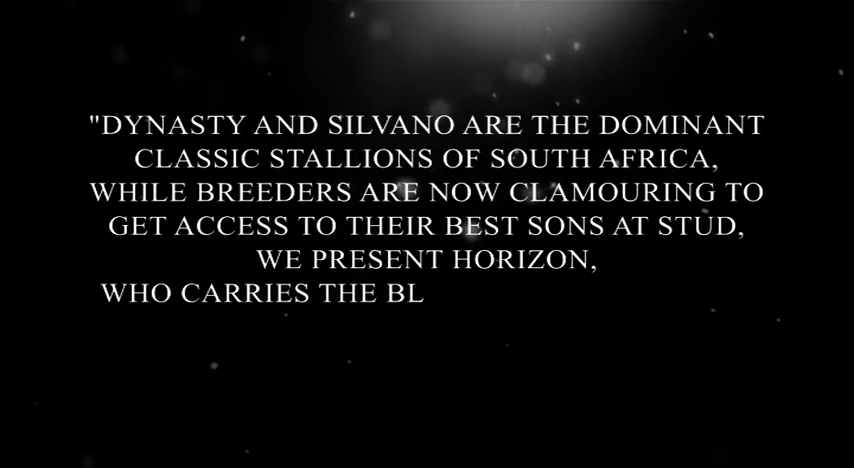 "DYNASTY AND SILVANO ARE THE DOMINANT
CLASSIC STALLIONS OF SOUTH AFRICA,
WHILE BREEDERS ARE NOW CLAMOURING TO
GET ACCESS TO THEIR BEST SONS AT STUD,
WE PRESENT HORIZON,
WHO CARRIES THE BL